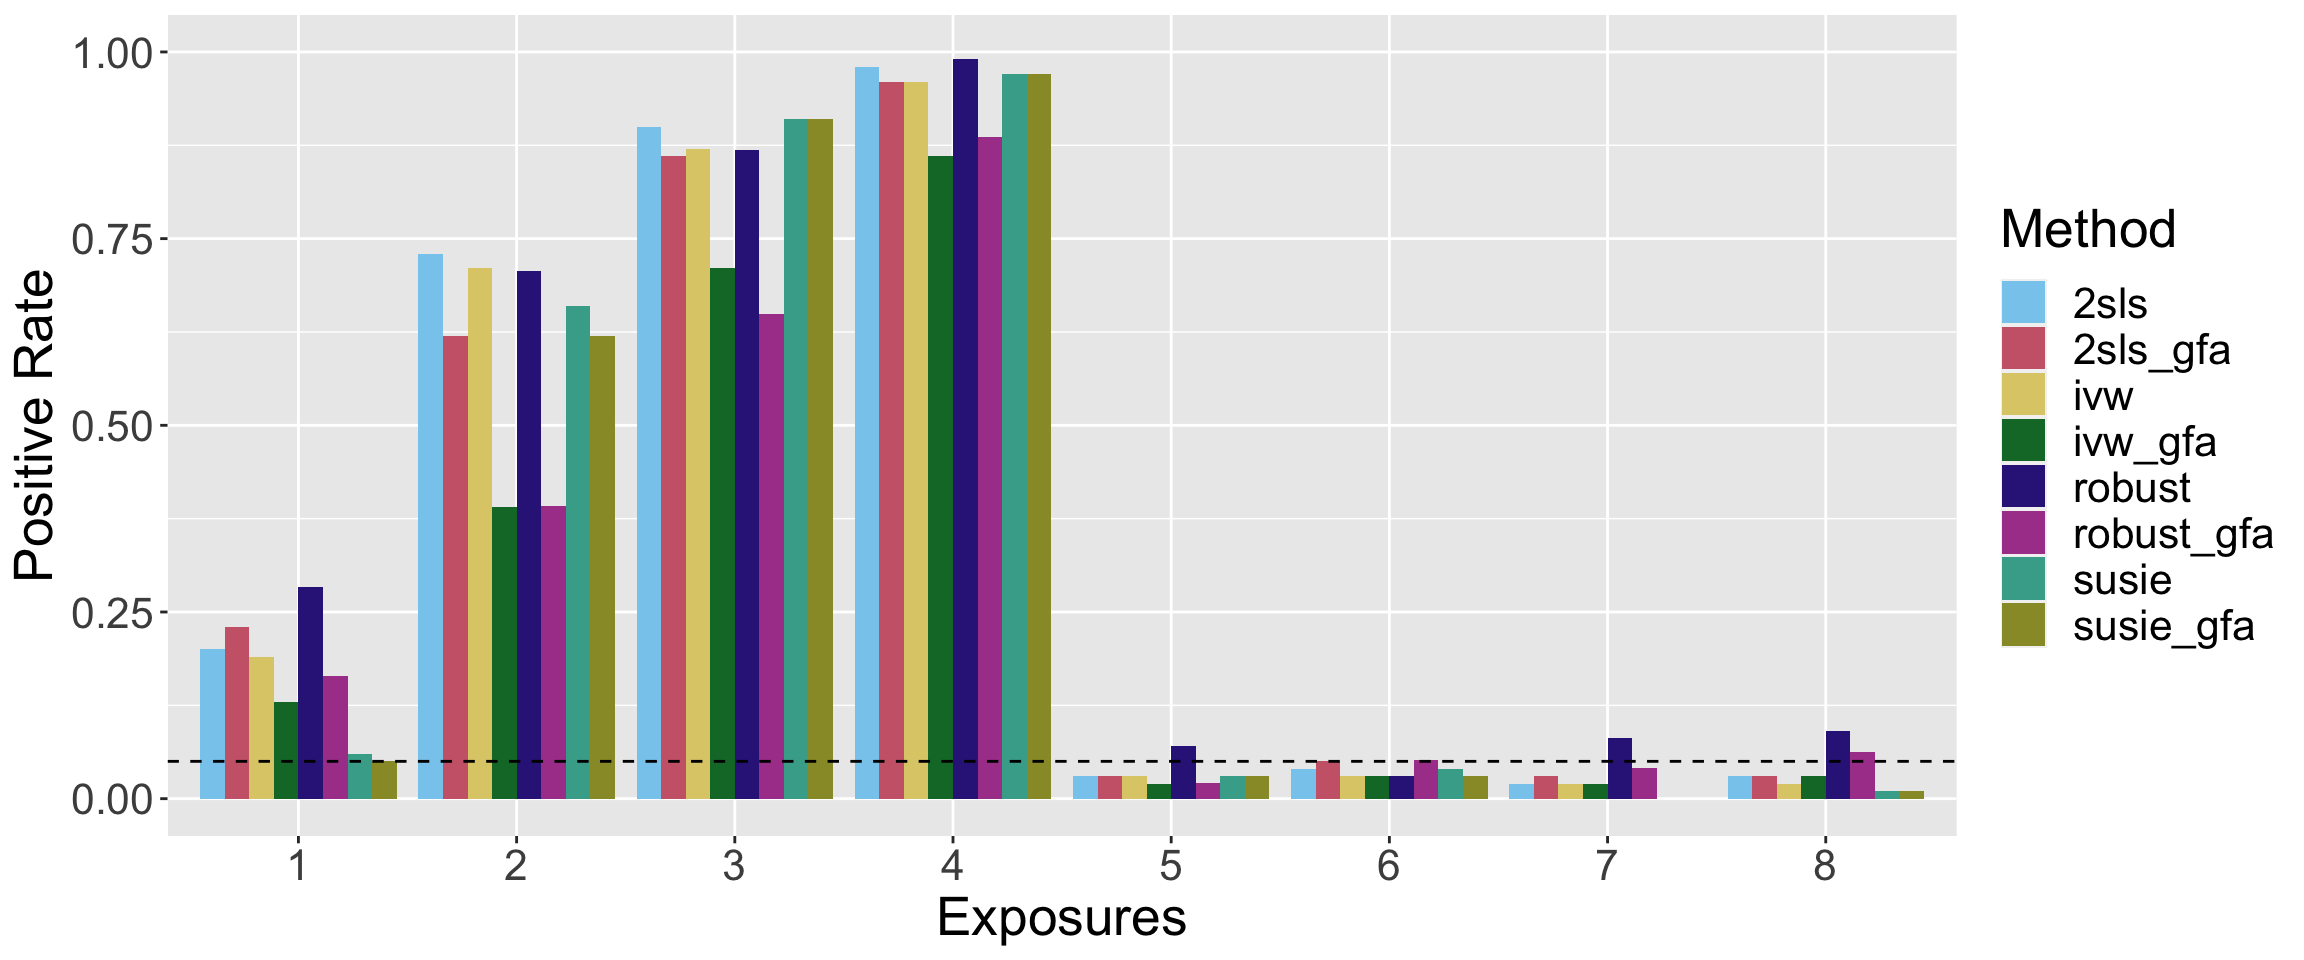 Positive Rate
1.00
0.75
0.50
0.25
0.00
1 2 3 4 5 6 7 8
Exposures
Method
2sls
2sls_gfa
ivw
ivw_gfa
robust
robust_gfa
susie
susie_gfa